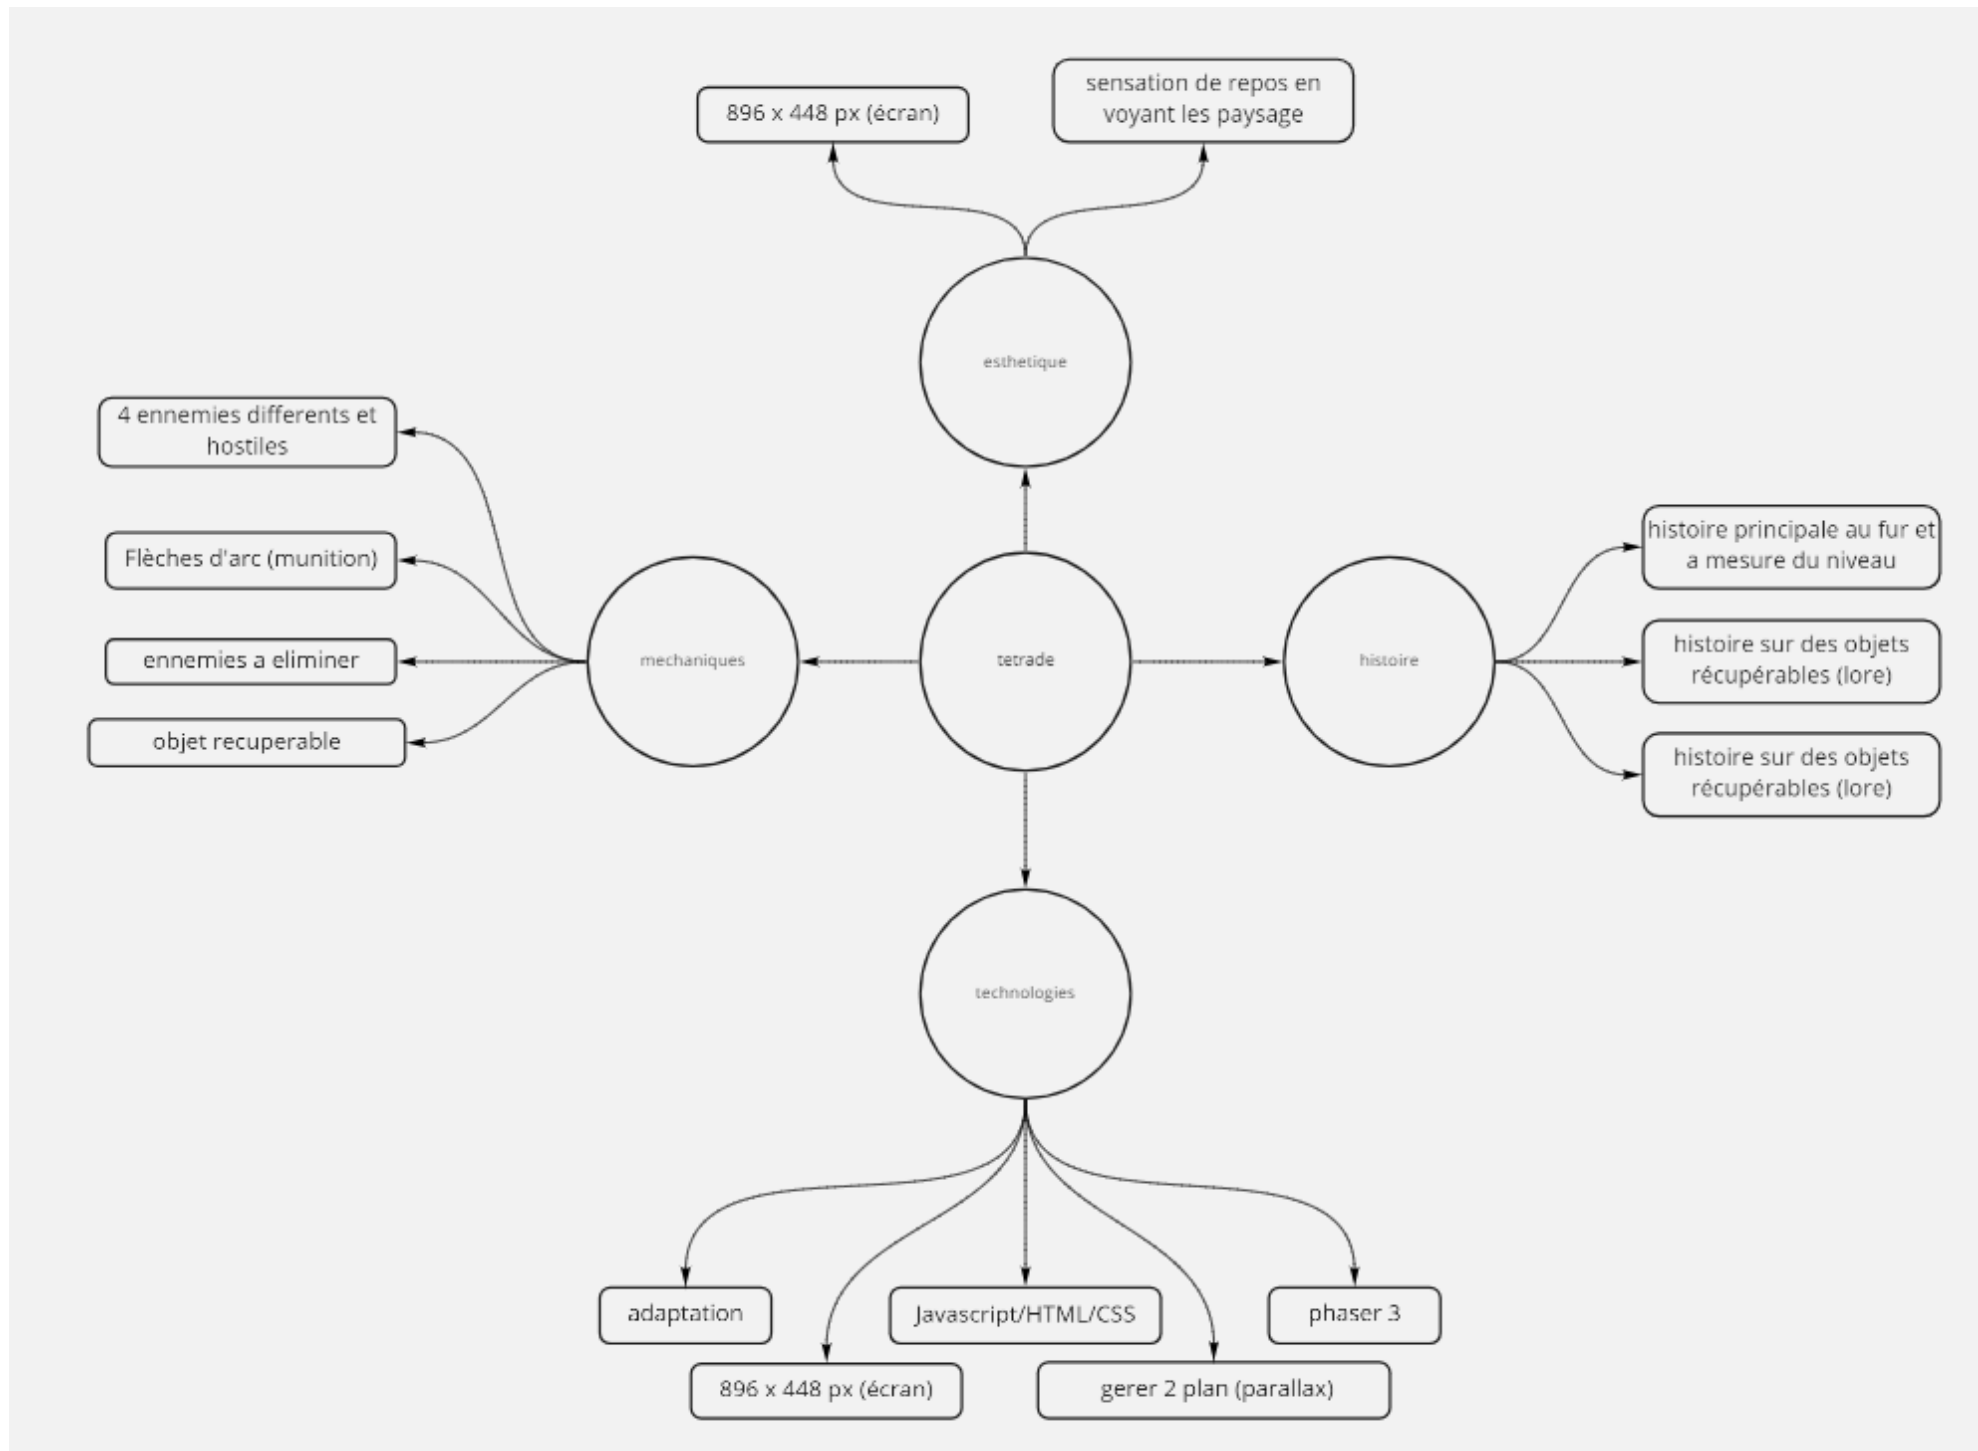 896 x 448 px (écran)
sensation de repos en
voyant les paysage
esthetique
4 ennemies differents et
hostiles
Flèches d'arc (munition)
ennemies a eliminer
objet recuperable
mechaniques
tetrade
histoire
histoire principale au fur et
a mesure du niveau
histoire sur des objets
récupérables (lore)
histoire sur des objets
récupérables (lore)
technologies
adaptation
896 x 448 px (écran)
Javascript/HTML/CSS
gerer 2 plan (parallax)
phaser 3